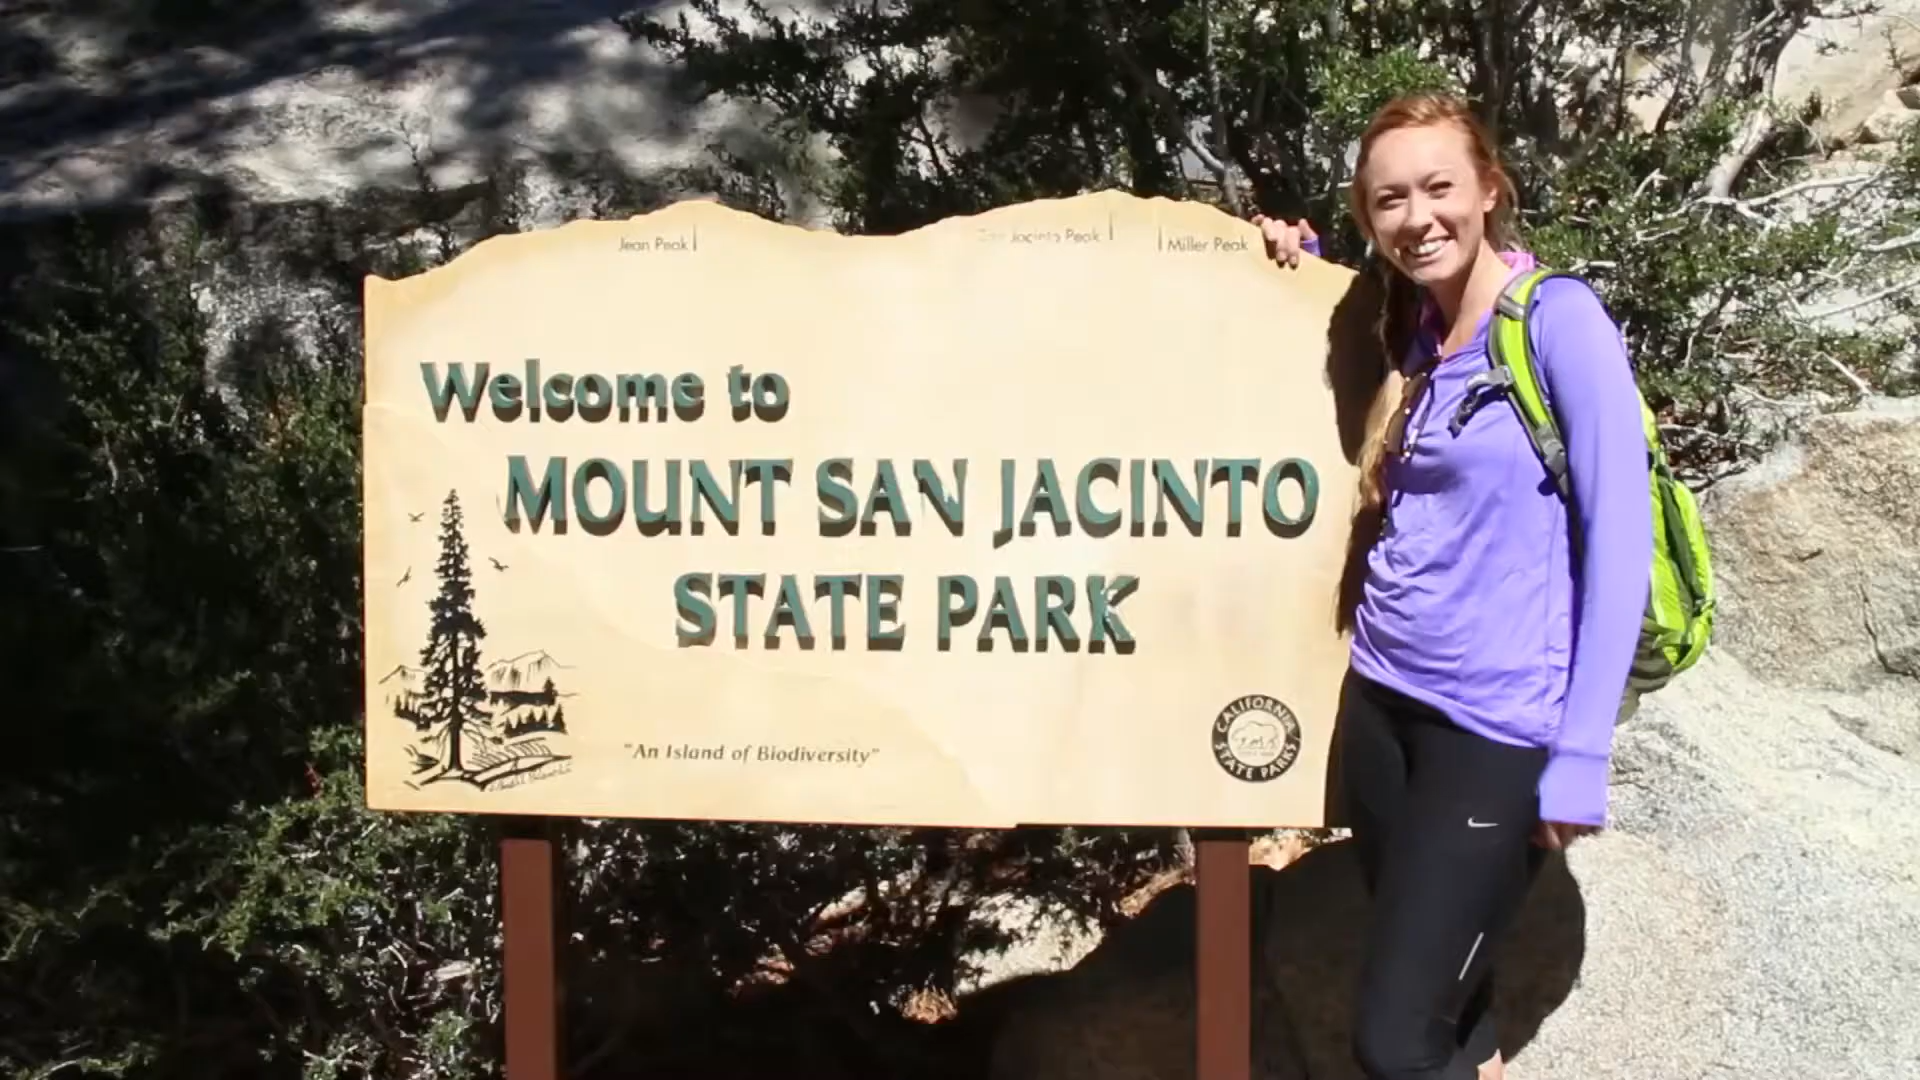 Jean Peak
San Jacinto Peak
Miller Peak
Welcome to
MOUNT SAN JACINTO
STATE PARK
"An Island of Biodiversity"
CALIFORNIA
STATE PARKS